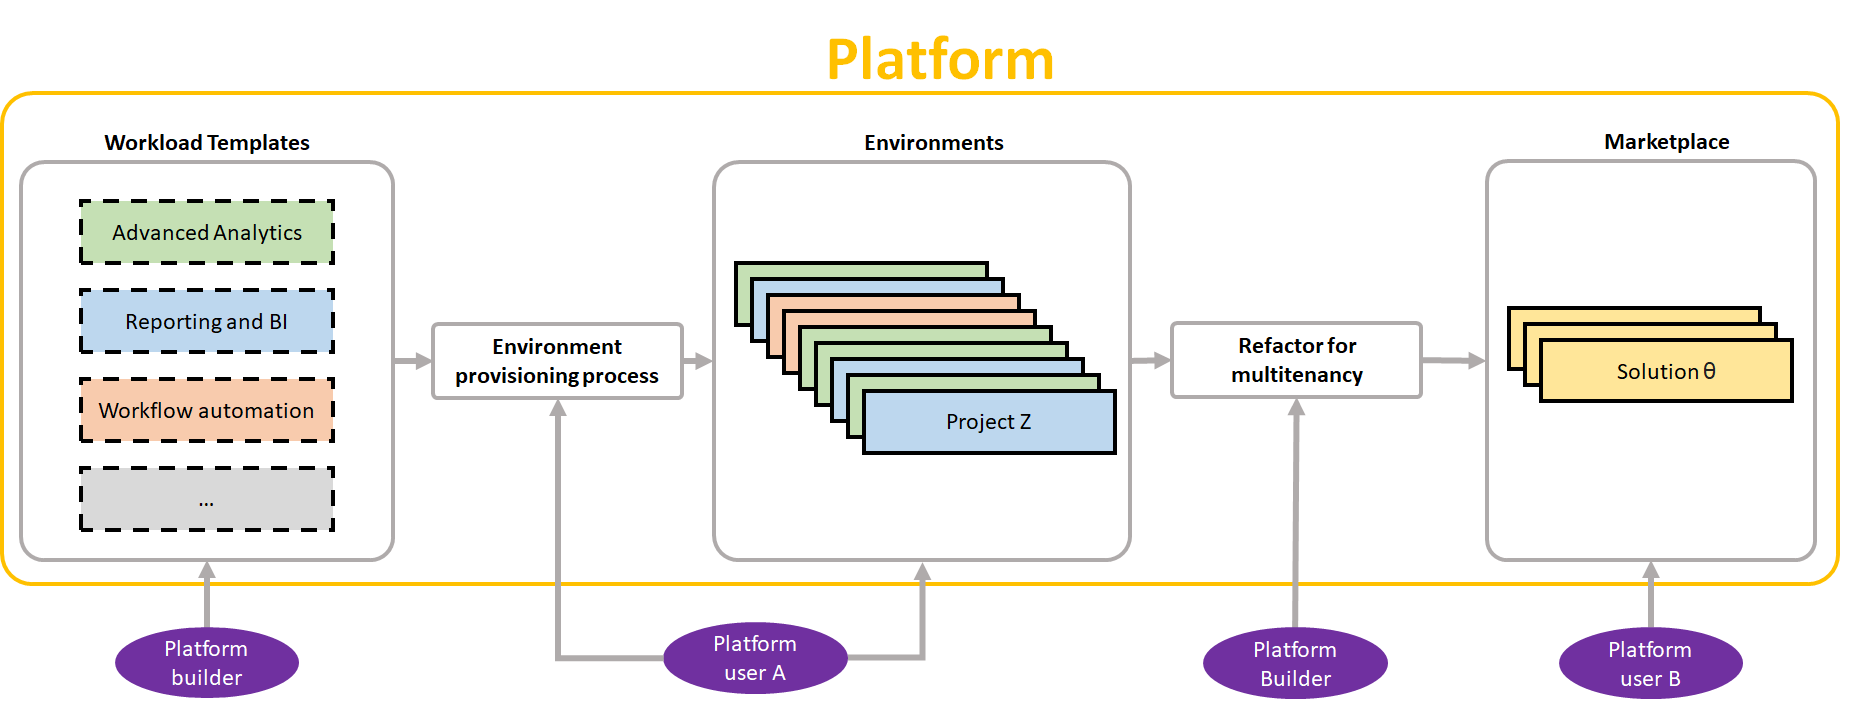 Platform
Workload Templates
Advanced Analytics
Reporting and BI
Workflow automation
...
Environment
provisioning process
Environments
Project Z
Refactor for
multitenancy
Marketplace
Solution θ
Platform
builder
Platform
user A
Platform
Builder
Platform
user B